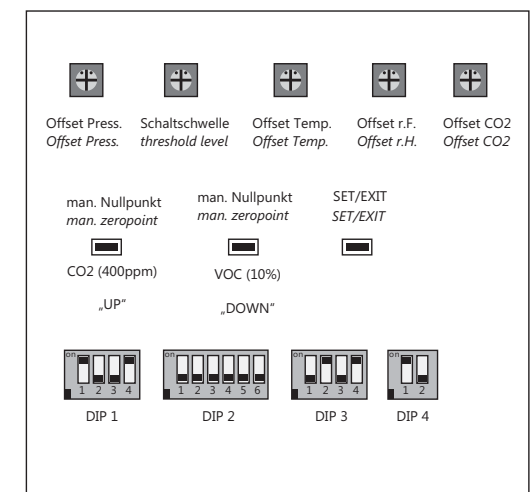 Offset Press. Schaltschwelle Offset Temp. Offset r.F. Offset CO2
Offset Press. threshold level Offset Temp. Offset r.H. Offset CO2
man. Nullpunkt man. Nullpunkt SET/EXIT
man. zeropoint man. zeropoint SET/EXIT
CO2 (400ppm) VOC (10%)
„UP“ „DOWN“
on on on on
1 2 3 4 1 2 3 4 5 6 1 2 3 4 1 2
DIP 1 DIP 2 DIP 3 DIP 4